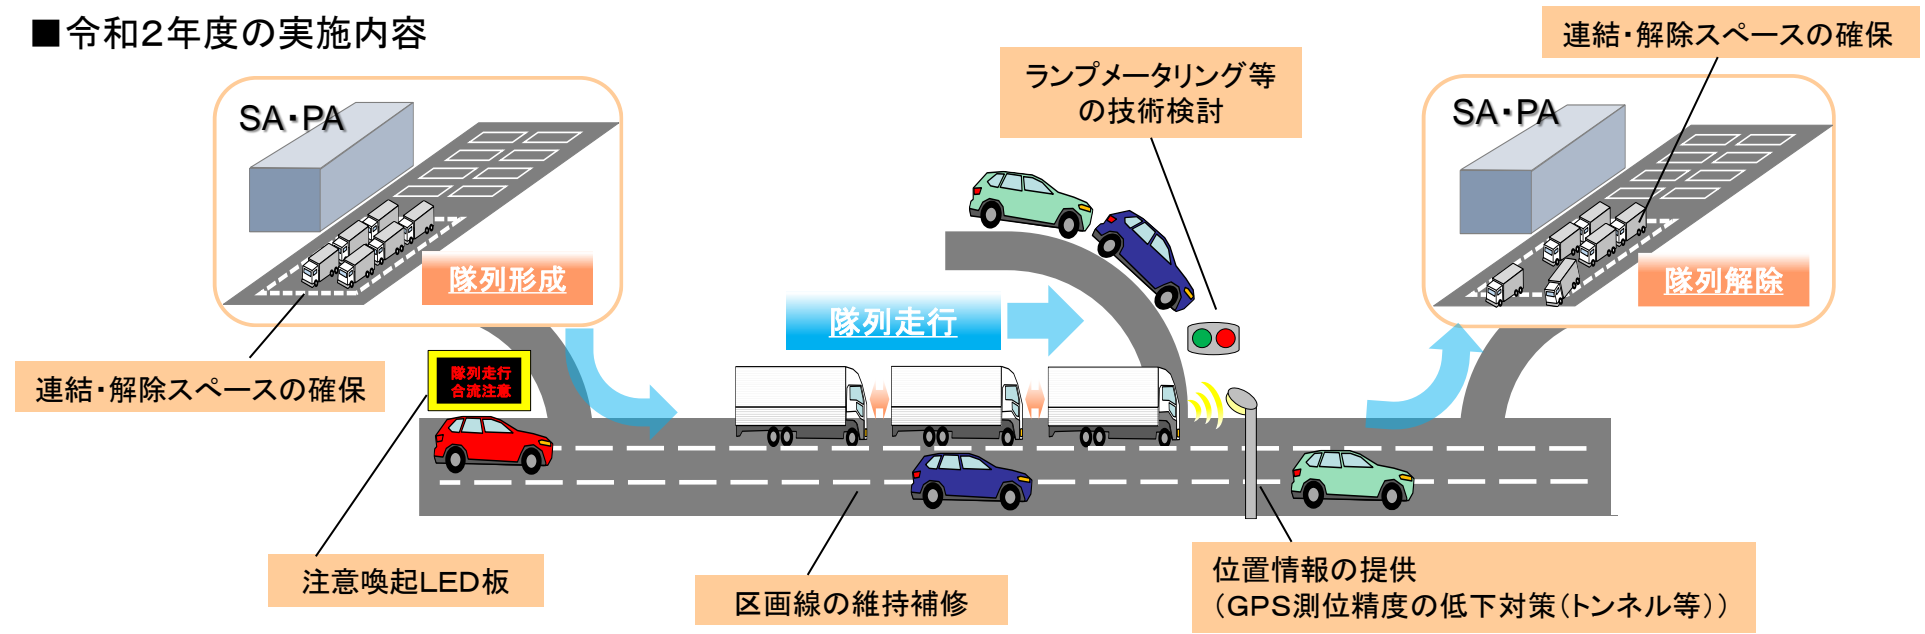 ■令和2年度の実施内容
連結・解除スペースの確保
ランプメータリング等
の技術検討
SA・PA
SA・PA
隊列形成
隊列解除
隊列走行
隊列走行
合流注意
連結・解除スペースの確保
注意喚起LED板
区画線の維持補修
位置情報の提供
（GPS測位精度の低下対策（トンネル等））